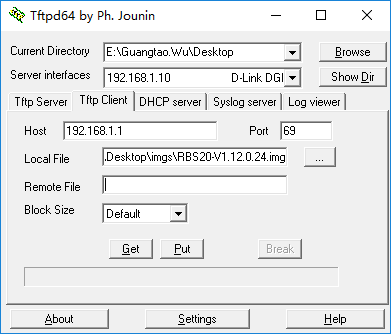 Tftpd64 by Ph. Jounin
Current Directory E:\Guangtao.Wu\Desktop Browse
Server interfaces 192.168.1.10 D-Link DGI Show Dir
Tftp Server Tftp Client DHCP server Syslog server Log viewer
Host 192.168.1.1 Port 69
Local File .Desktop\imgs\RBS20-V1.12.0.24.img ...
Remote File
Block Size Default
Get Put Break
About Settings Help